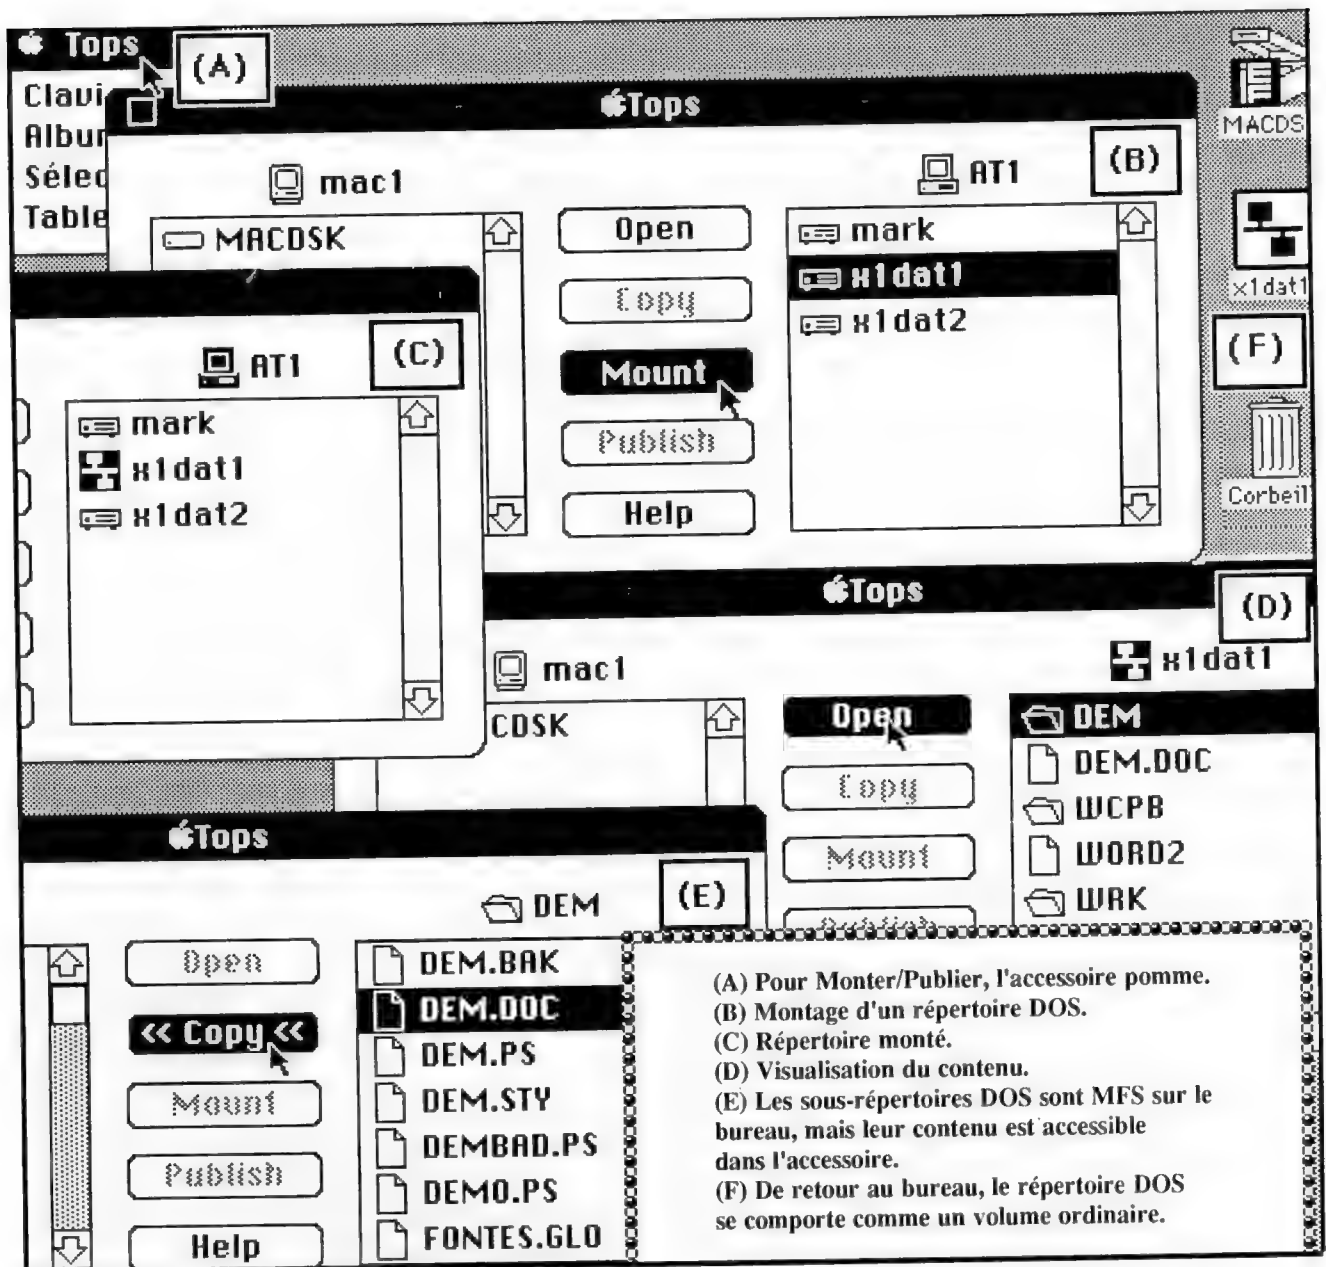 Tops
(A)
Clavi
Albur
Sélec
Table
Tops
(B)
mac1
AT1
MACDSK
Open
Copy
Mount
Publish
Help
mark
x1dat1
x1dat2
MACDS
x1dat1
(F)
Corbeil
(C)
AT1
mark
x1dat1
x1dat2
Tops
(D)
mac1
x1dat1
CDSK
Open
Copy
Mount
Publish
DEM
DEM.DOC
WCPB
WORD2
WRK
Tops
(E)
DEM
Open
<< Copy <<
Mount
Publish
Help
DEM.BAK
DEM.DOC
DEM.PS
DEM.STY
DEMBAD.PS
DEMO.PS
FONTES.GLO
(A) Pour Monter/Publier, l'accessoire pomme.
(B) Montage d'un répertoire DOS.
(C) Répertoire monté.
(D) Visualisation du contenu.
(E) Les sous-répertoires DOS sont MFS sur le
bureau, mais leur contenu est accessible
dans l'accessoire.
(F) De retour au bureau, le répertoire DOS
se comporte comme un volume ordinaire.